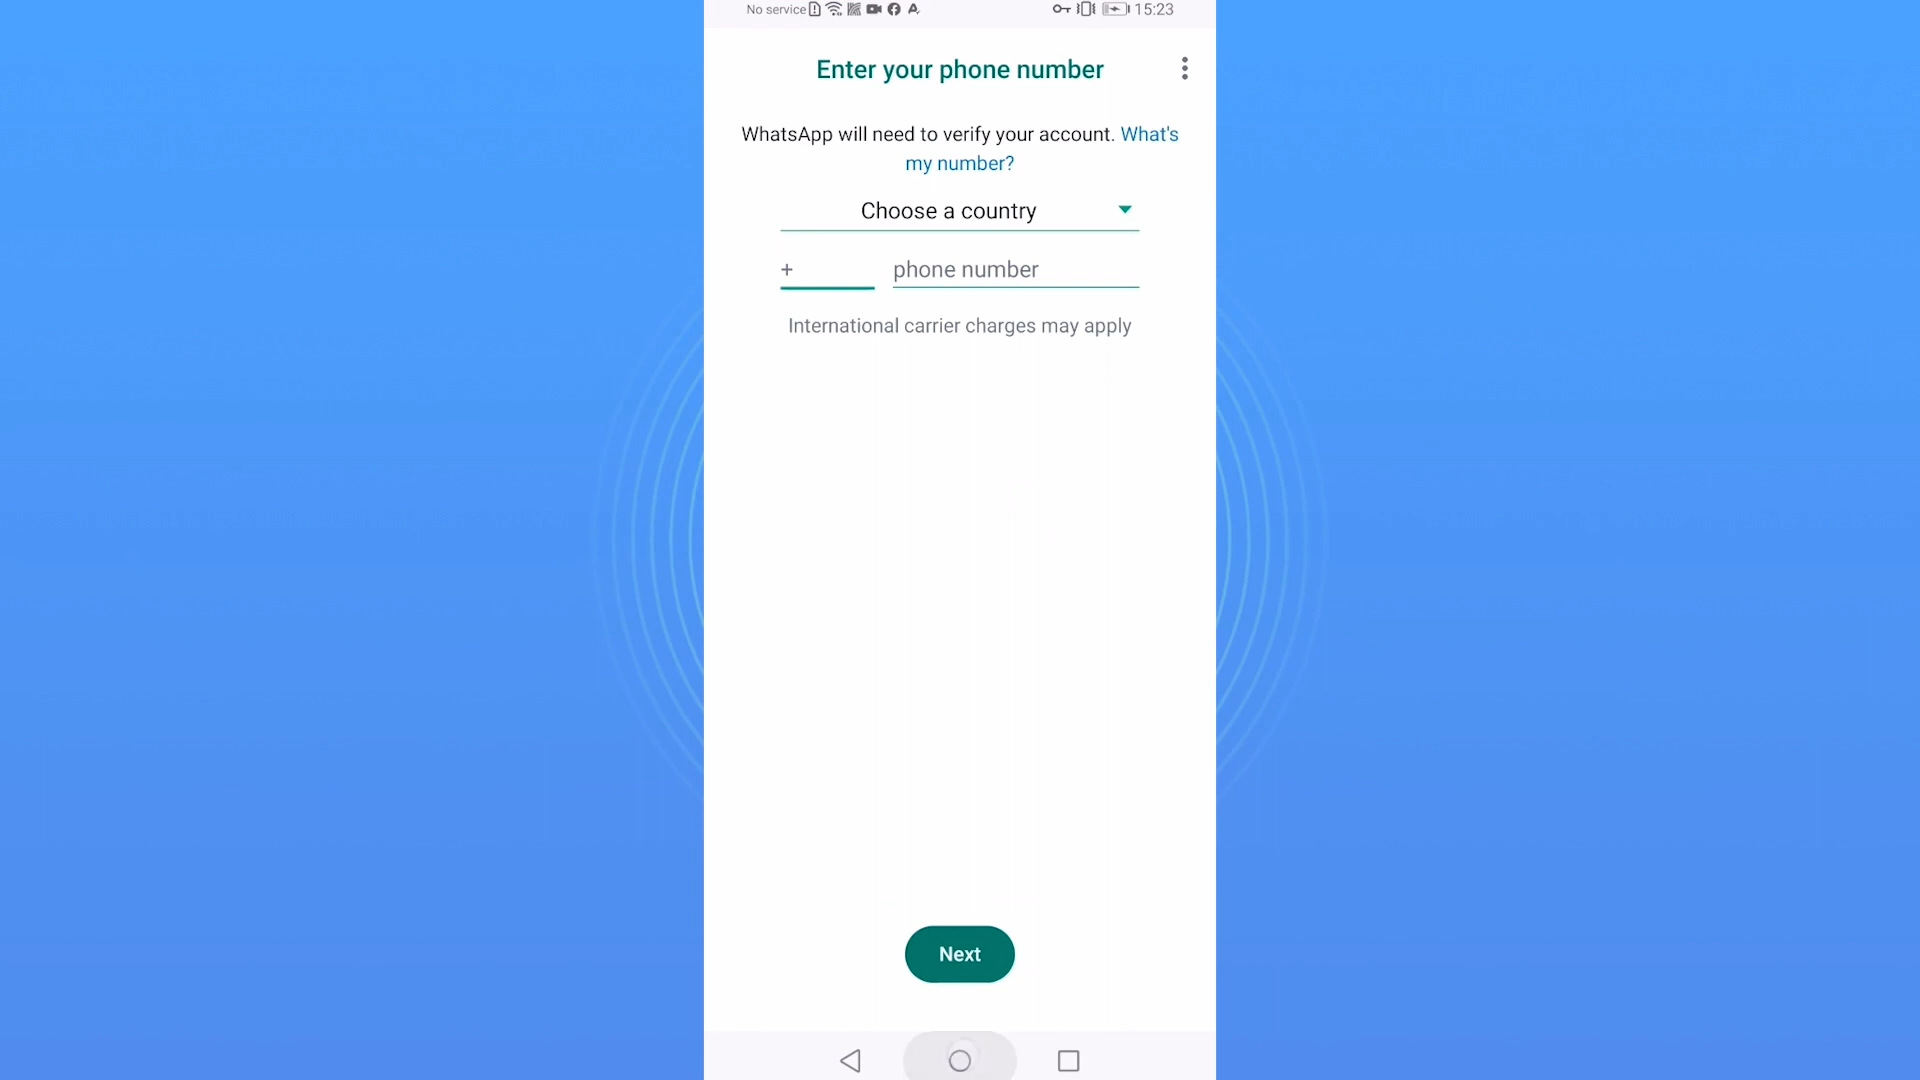 No service 15:23
Enter your phone number
WhatsApp will need to verify your account. What's
my number?
Choose a country
+ phone number
International carrier charges may apply
Next